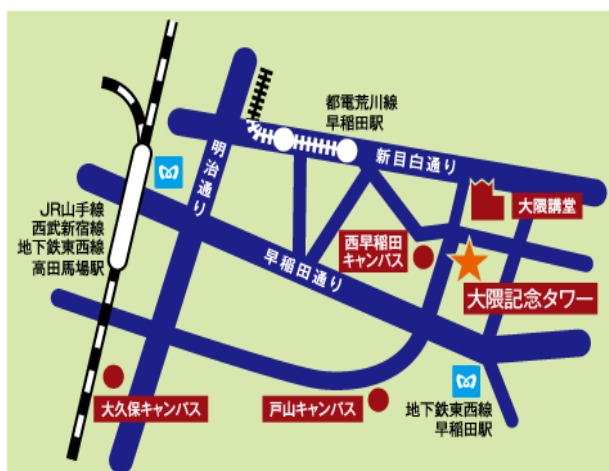 都電荒川線
早稲田駅
新目白通り
明治通り
大隈講堂
JR山手線
西武新宿線
地下鉄東西線
高田馬場駅
西早稲田
キャンパス
早稲田通り
大隈記念タワー
大久保キャンパス
戸山キャンパス
地下鉄東西線
早稲田駅